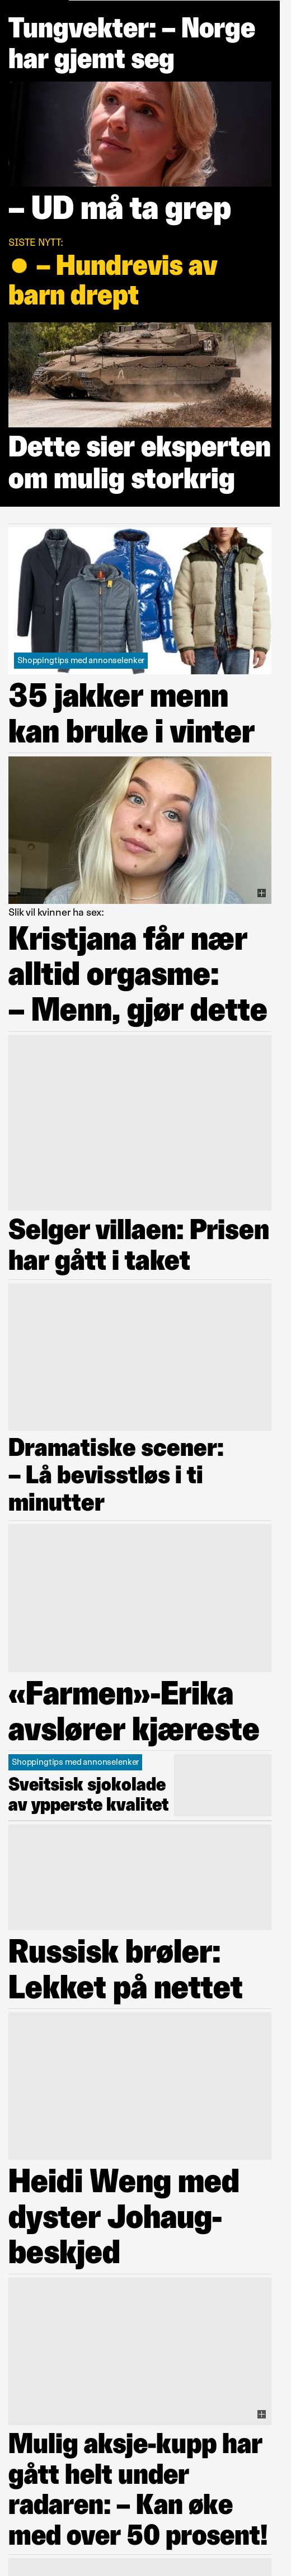 Tungvekter: – Norge
har gjemt seg
– UD må ta grep
SISTE NYTT:
● – Hundrevis av
barn drept
Dette sier eksperten
om mulig storkrig
Shoppingtips med annonselenker
35 jakker menn
kan bruke i vinter
Slik vil kvinner ha sex:
Kristjana får nær
alltid orgasme:
– Menn, gjør dette
Selger villaen: Prisen
har gått i taket
Dramatiske scener:
– Lå bevisstløs i ti
minutter
«Farmen»-Erika
avslører kjæreste
Shoppingtips med annonselenker
Sveitsisk sjokolade
av ypperste kvalitet
Russisk brøler:
Lekket på nettet
Heidi Weng med
dyster Johaug-
beskjed
Mulig aksje-kupp har
gått helt under
radaren: – Kan øke
med over 50 prosent!